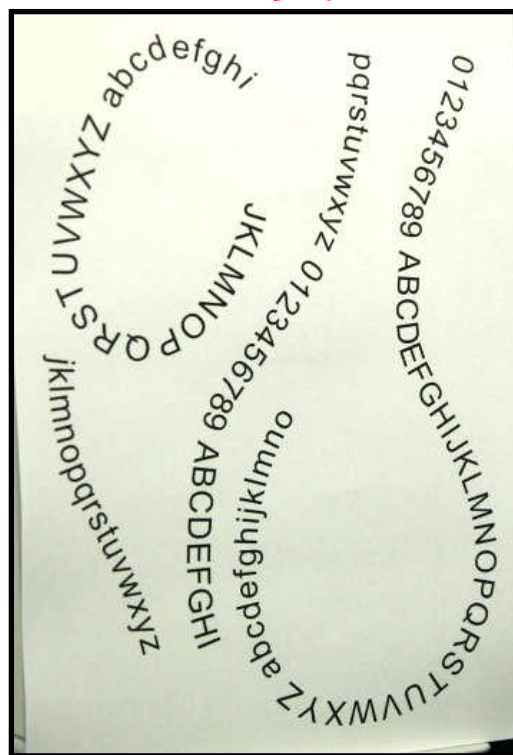 0123456789 ABCDEFGHIJKLMNOPQRSTUVWXYZ abcdefghijklmno
pqrstuvwxyz 0123456789 ABCDEFGHI
JKLMNOPQRSTUVWXYZ abcdefghi
jklmnopqrstuvwxyz